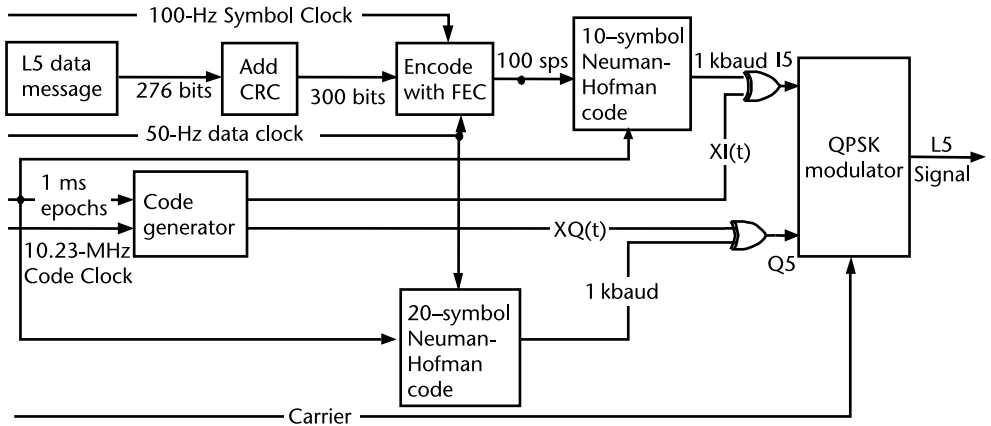 100-Hz Symbol Clock
L5 data
message
276 bits
Add
CRC
300 bits
Encode
with FEC
100 sps
10–symbol
Neuman-
Hofman
code
1 kbaud I5
QPSK
modulator
L5
Signal
50-Hz data clock
XI(t)
1 ms
epochs
Code
generator
XQ(t)
10.23-MHz
Code Clock
Q5
1 kbaud
20–symbol
Neuman-
Hofman
code
Carrier